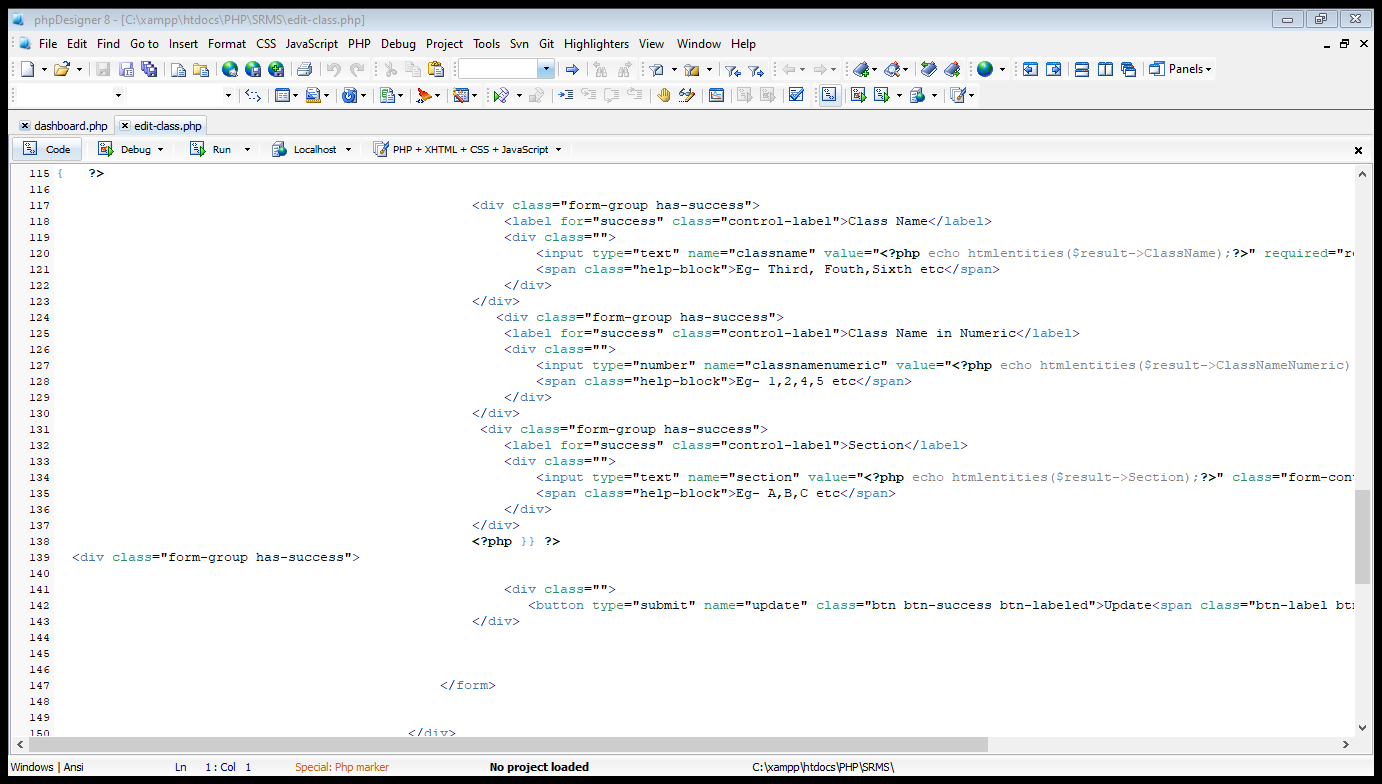 phpDesigner 8 - [C:\xampp\htdocs\PHP\SRMS\edit-class.php]
File Edit Find Go to Insert Format CSS JavaScript PHP Debug Project Tools Svn Git Highlighters View Window Help
Panels
dashboard.php edit-class.php
Code Debug Run Localhost PHP + XHTML + CSS + JavaScript
115 { ?>
116
117 <div class="form-group has-success">
118 <label for="success" class="control-label">Class Name</label>
119 <div class="">
120 <input type="text" name="classname" value="<?php echo htmlentities($result->ClassName);?>" required="re
121 <span class="help-block">Eg- Third, Fouth,Sixth etc</span>
122 </div>
123 </div>
124 <div class="form-group has-success">
125 <label for="success" class="control-label">Class Name in Numeric</label>
126 <div class="">
127 <input type="number" name="classnamenumeric" value="<?php echo htmlentities($result->ClassNameNumeric)
128 <span class="help-block">Eg- 1,2,4,5 etc</span>
129 </div>
130 </div>
131 <div class="form-group has-success">
132 <label for="success" class="control-label">Section</label>
133 <div class="">
134 <input type="text" name="section" value="<?php echo htmlentities($result->Section);?>" class="form-con
135 <span class="help-block">Eg- A,B,C etc</span>
136 </div>
137 </div>
138 <?php }} ?>
139 <div class="form-group has-success">
140
141 <div class="">
142 <button type="submit" name="update" class="btn btn-success btn-labeled">Update<span class="btn-label btn
143 </div>
144
145
146
147 </form>
148
149
150 </div>
Windows | Ansi Ln 1 : Col 1 Special: Php marker No project loaded C:\xampp\htdocs\PHP\SRMS\